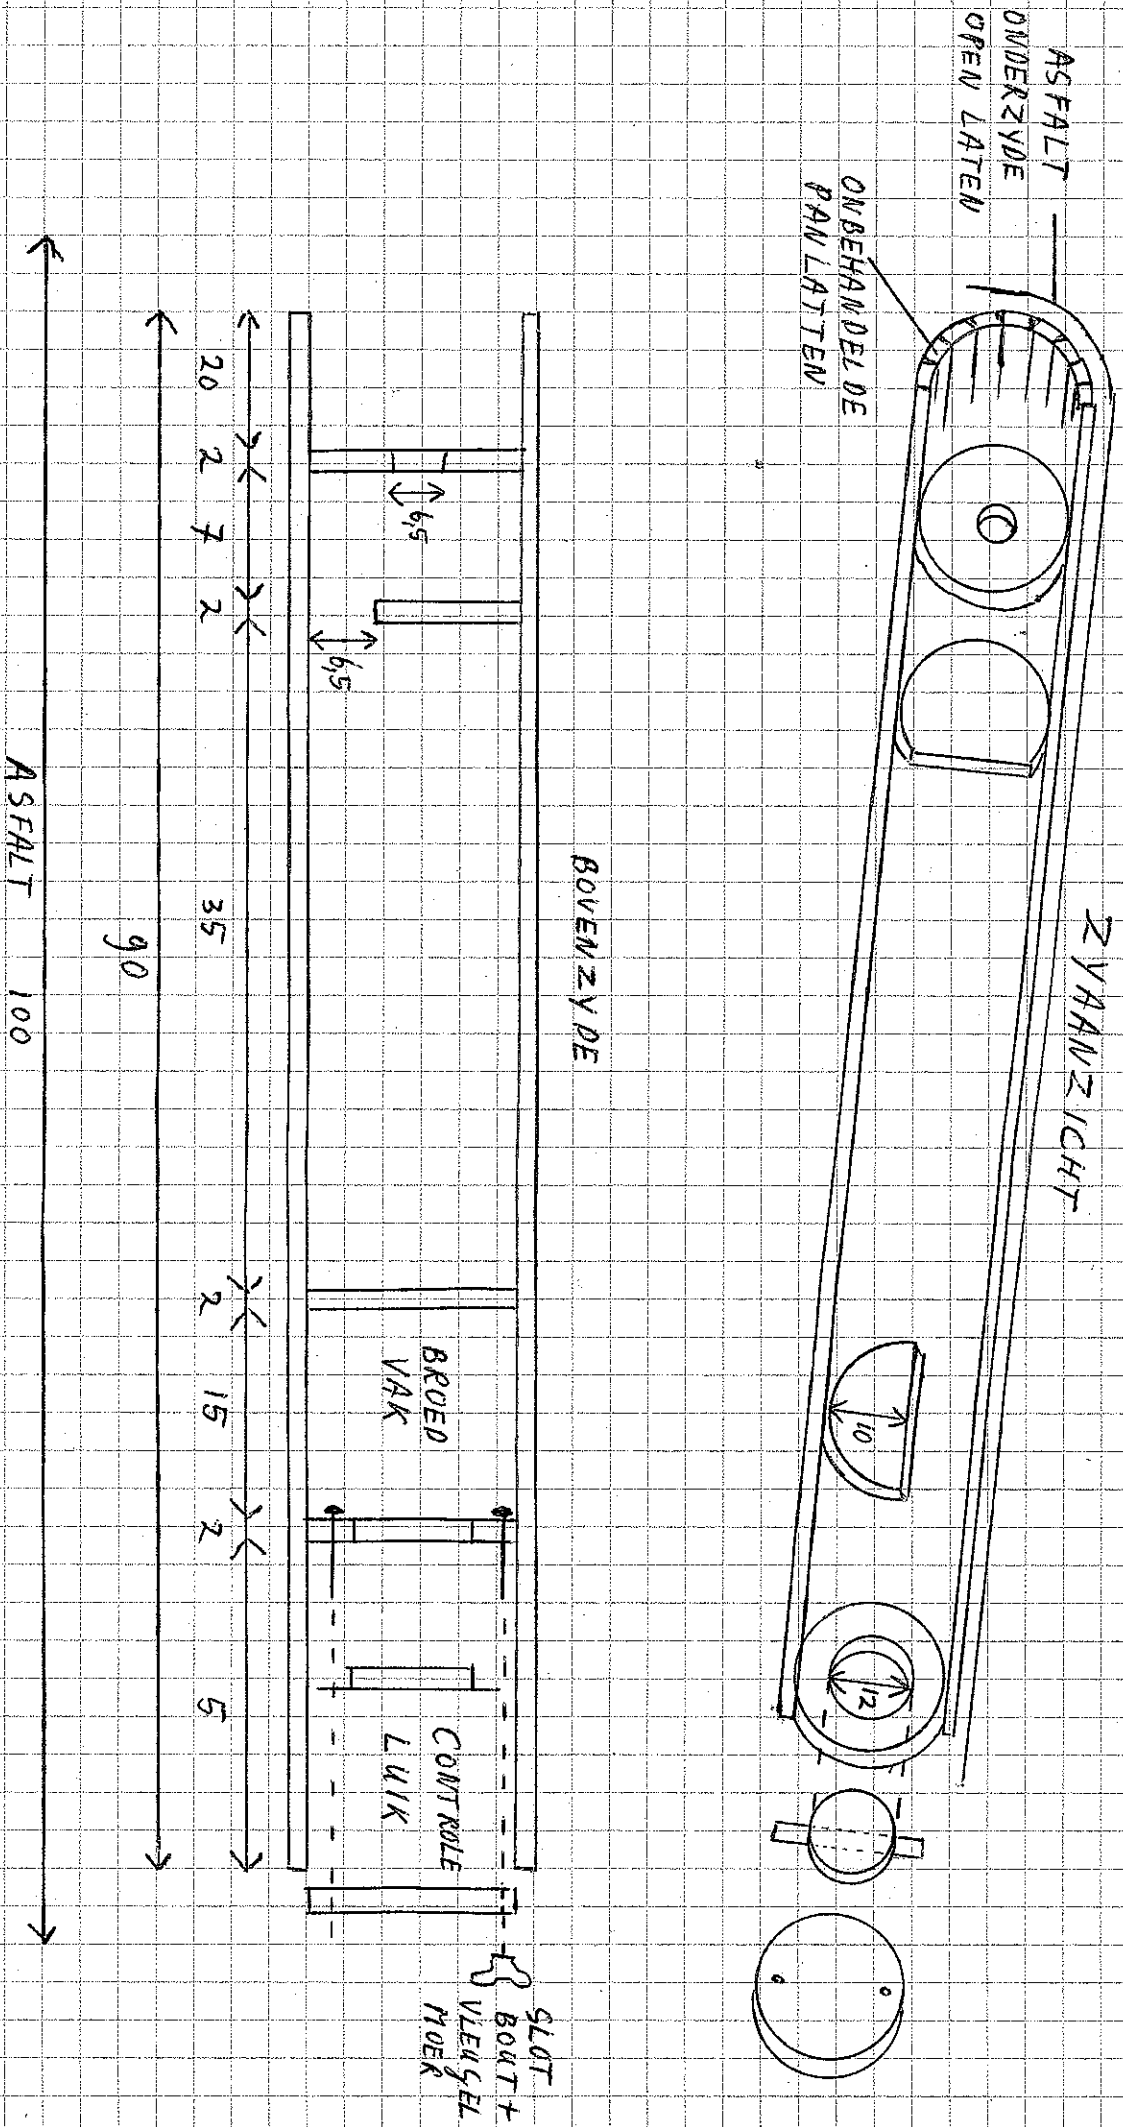 ZYAANZICHT
ASFALT
ONDERZYDE
OPEN LATEN
ONBEHANDELDE
PANLATTEN
10
12
BOVENZYDE
6,5
6,5
BROED
VAK
CONTROLE
LUIK
SLOT
BOUT +
VLEUGEL
MOER
20 2 7 2 35 2 15 2 5
90
ASFALT 100